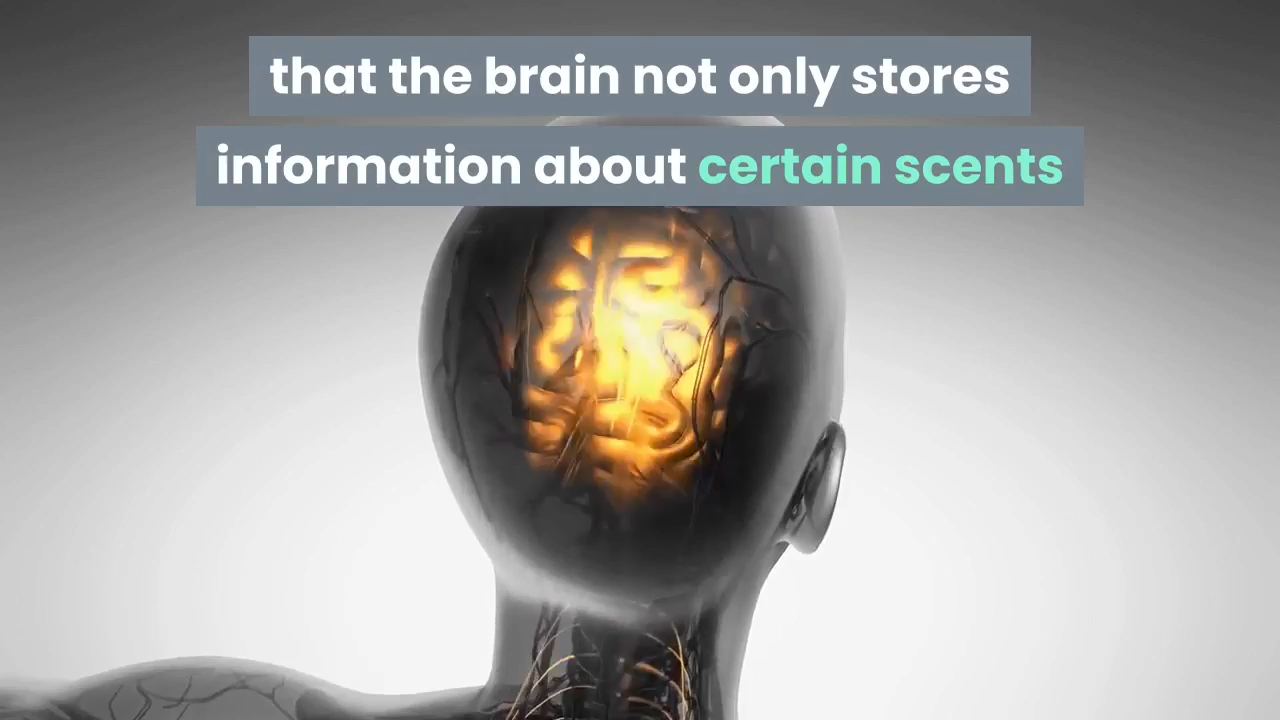 that the brain not only stores
information about certain scents